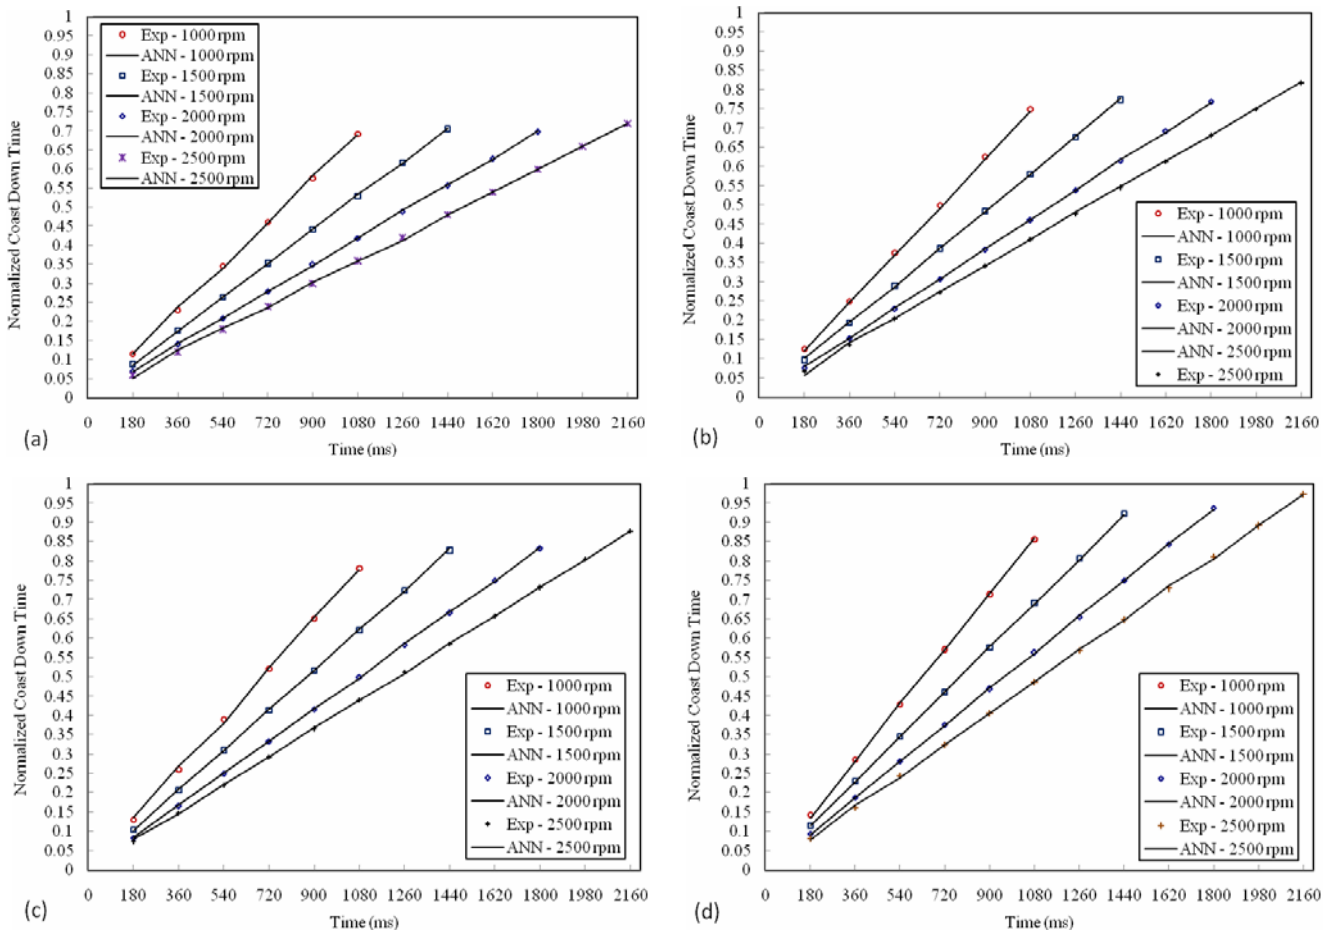 1
0.95
0.9
0.85
0.8
0.75
0.7
0.65
0.6
0.55
0.5
0.45
0.4
0.35
0.3
0.25
0.2
0.15
0.1
0.05
0
Normalized Coast Down Time
Exp - 1000 rpm
ANN - 1000 rpm
Exp - 1500 rpm
ANN - 1500 rpm
Exp - 2000 rpm
ANN - 2000 rpm
Exp - 2500 rpm
ANN - 2500 rpm
0 180 360 540 720 900 1080 1260 1440 1620 1800 1980 2160
Time (ms)
(a)
1
0.95
0.9
0.85
0.8
0.75
0.7
0.65
0.6
0.55
0.5
0.45
0.4
0.35
0.3
0.25
0.2
0.15
0.1
0.05
0
Normalized Coast Down Time
Exp - 1000 rpm
ANN - 1000 rpm
Exp - 1500 rpm
ANN - 1500 rpm
Exp - 2000 rpm
ANN - 2000 rpm
ANN - 2500 rpm
Exp - 2500 rpm
0 180 360 540 720 900 1080 1260 1440 1620 1800 1980 2160
Time (ms)
(b)
1
0.95
0.9
0.85
0.8
0.75
0.7
0.65
0.6
0.55
0.5
0.45
0.4
0.35
0.3
0.25
0.2
0.15
0.1
0.05
0
Normalized Coast Down Time
Exp - 1000 rpm
ANN - 1000 rpm
Exp - 1500 rpm
ANN - 1500 rpm
Exp - 2000 rpm
ANN - 2000 rpm
Exp - 2500 rpm
ANN - 2500 rpm
0 180 360 540 720 900 1080 1260 1440 1620 1800 1980 2160
Time (ms)
(c)
1
0.95
0.9
0.85
0.8
0.75
0.7
0.65
0.6
0.55
0.5
0.45
0.4
0.35
0.3
0.25
0.2
0.15
0.1
0.05
0
Normalized Coast Down Time
Exp - 1000 rpm
ANN - 1000 rpm
Exp - 1500 rpm
ANN - 1500 rpm
Exp - 2000 rpm
ANN - 2000 rpm
Exp - 2500 rpm
ANN - 2500 rpm
0 180 360 540 720 900 1080 1260 1440 1620 1800 1980 2160
Time (ms)
(d)